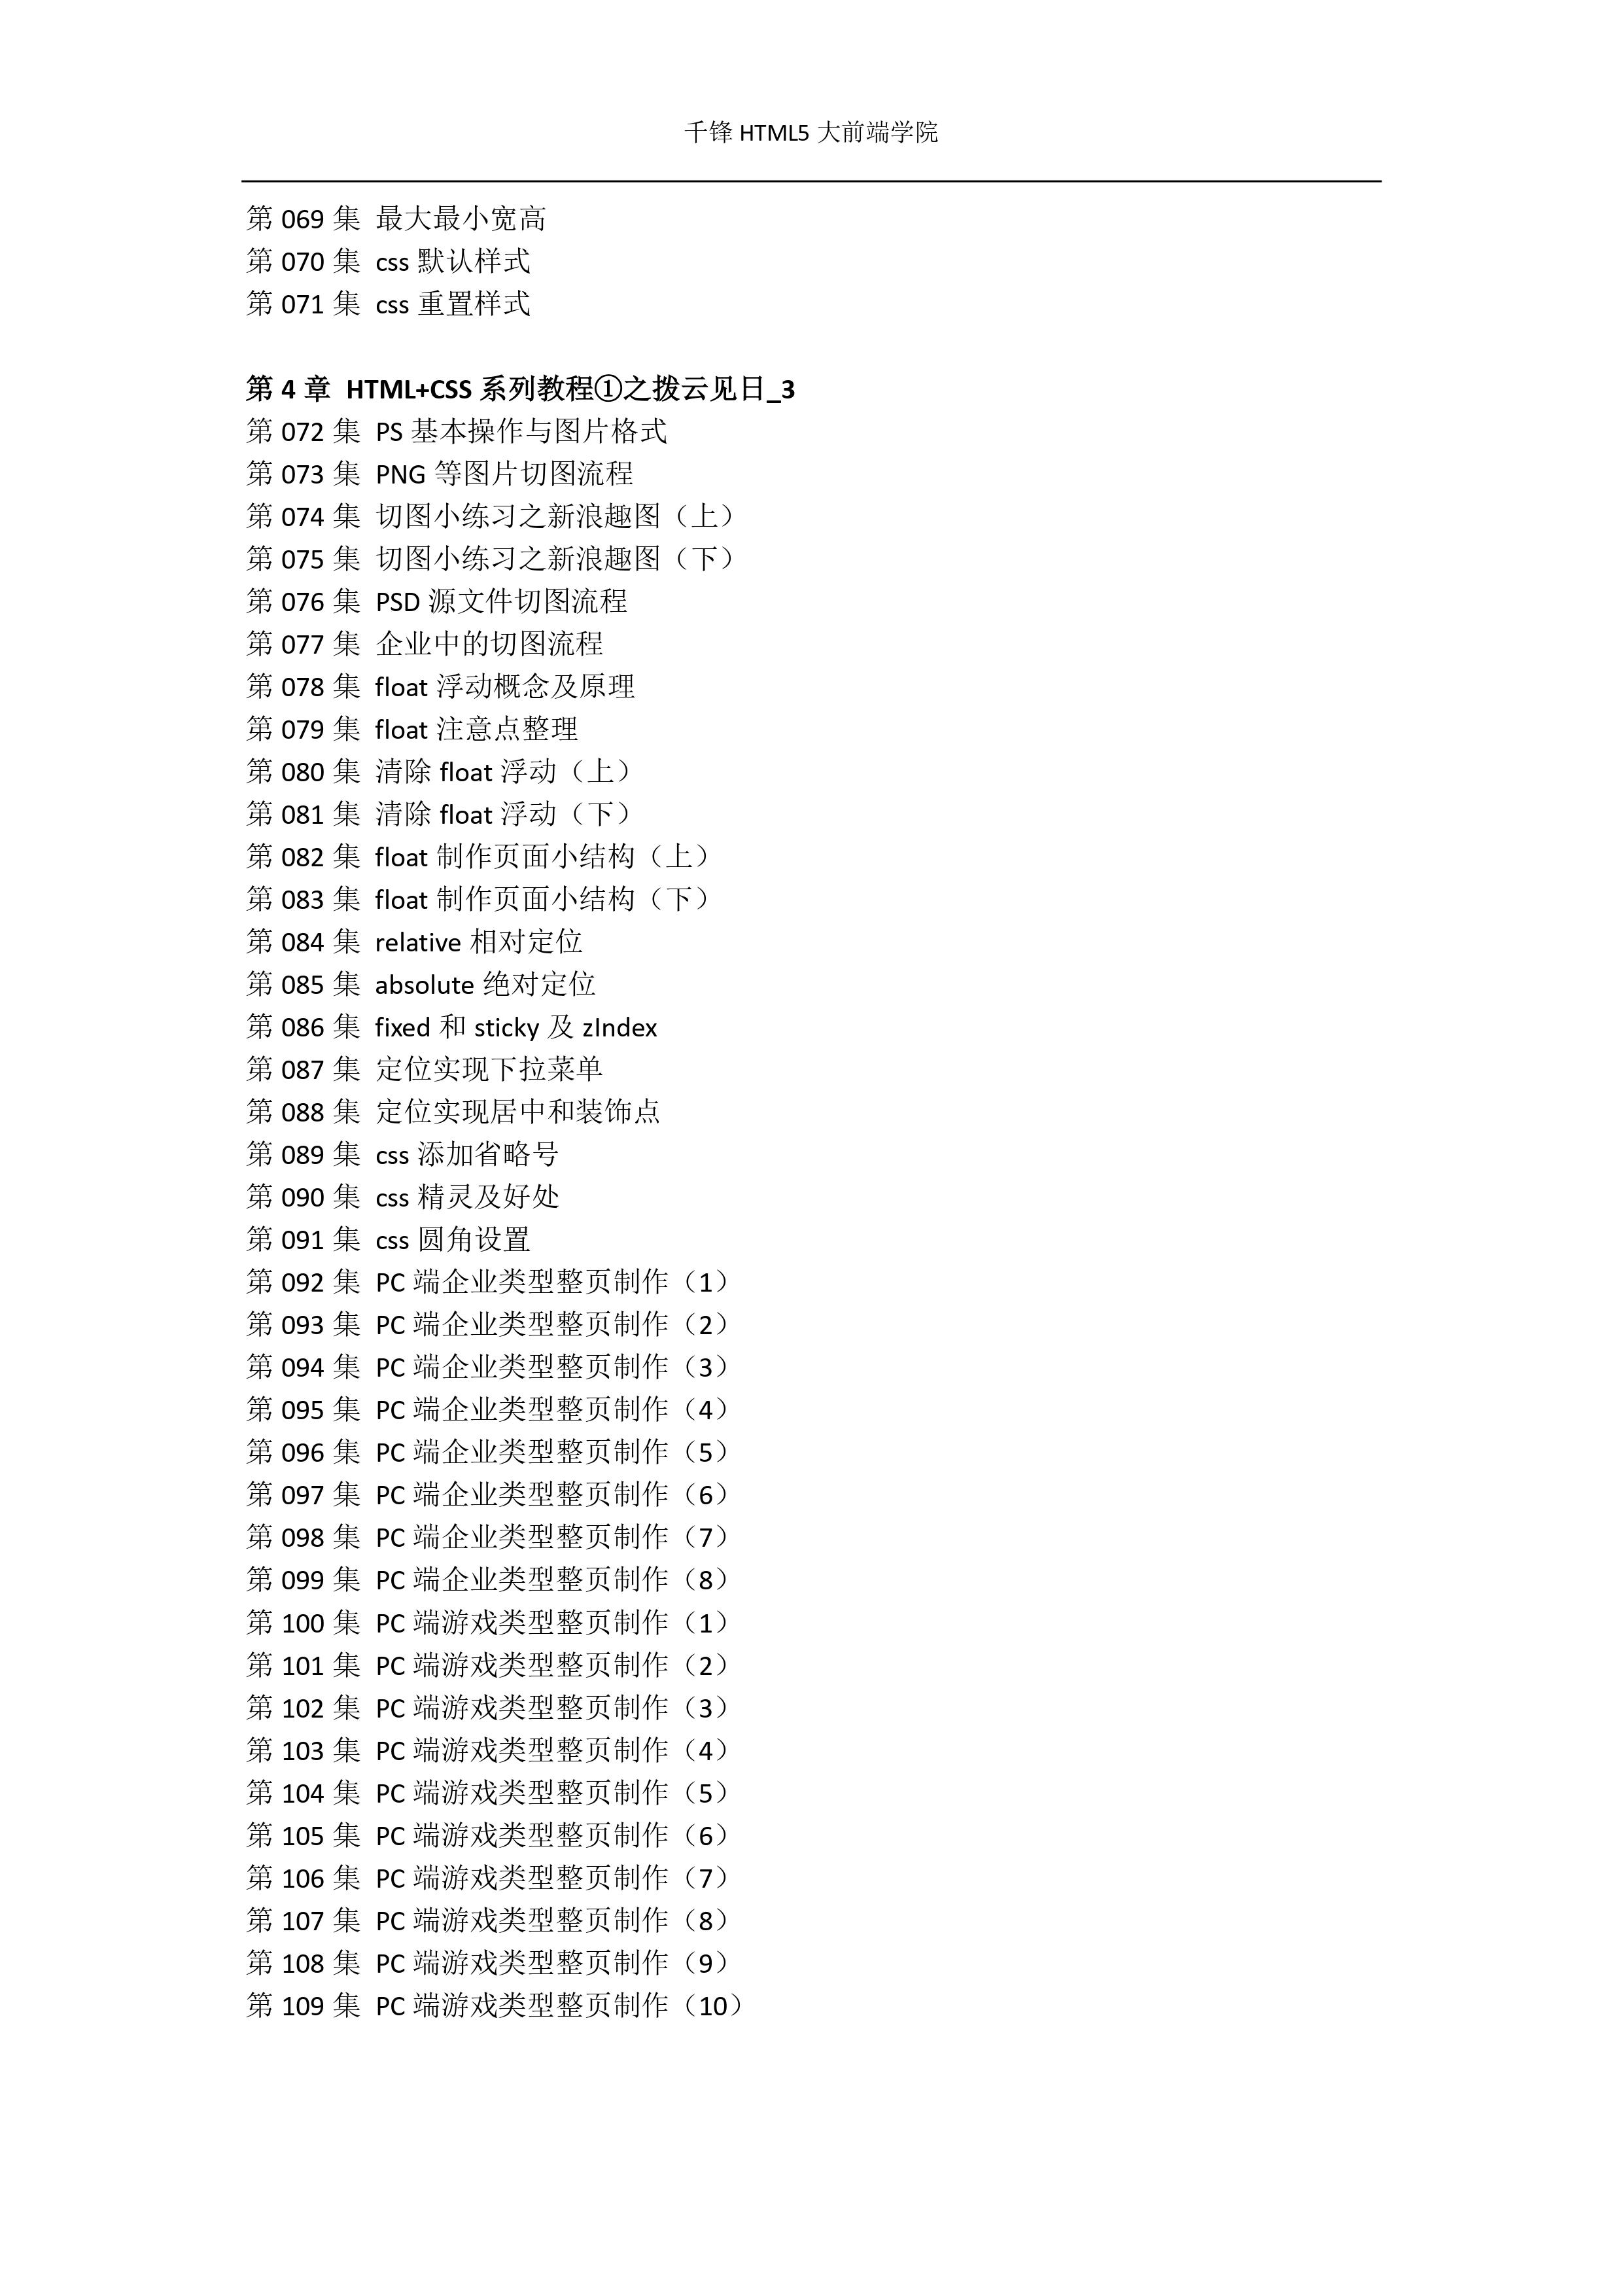 千锋 HTML5 大前端学院
第 069 集 最大最小宽高
第 070 集 css 默认样式
第 071 集 css 重置样式
第 4 章 HTML+CSS 系列教程①之拨云见日_3
第 072 集 PS 基本操作与图片格式
第 073 集 PNG 等图片切图流程
第 074 集 切图小练习之新浪趣图（上）
第 075 集 切图小练习之新浪趣图（下）
第 076 集 PSD 源文件切图流程
第 077 集 企业中的切图流程
第 078 集 float 浮动概念及原理
第 079 集 float 注意点整理
第 080 集 清除 float 浮动（上）
第 081 集 清除 float 浮动（下）
第 082 集 float 制作页面小结构（上）
第 083 集 float 制作页面小结构（下）
第 084 集 relative 相对定位
第 085 集 absolute 绝对定位
第 086 集 fixed 和 sticky 及 zIndex
第 087 集 定位实现下拉菜单
第 088 集 定位实现居中和装饰点
第 089 集 css 添加省略号
第 090 集 css 精灵及好处
第 091 集 css 圆角设置
第 092 集 PC 端企业类型整页制作（1）
第 093 集 PC 端企业类型整页制作（2）
第 094 集 PC 端企业类型整页制作（3）
第 095 集 PC 端企业类型整页制作（4）
第 096 集 PC 端企业类型整页制作（5）
第 097 集 PC 端企业类型整页制作（6）
第 098 集 PC 端企业类型整页制作（7）
第 099 集 PC 端企业类型整页制作（8）
第 100 集 PC 端游戏类型整页制作（1）
第 101 集 PC 端游戏类型整页制作（2）
第 102 集 PC 端游戏类型整页制作（3）
第 103 集 PC 端游戏类型整页制作（4）
第 104 集 PC 端游戏类型整页制作（5）
第 105 集 PC 端游戏类型整页制作（6）
第 106 集 PC 端游戏类型整页制作（7）
第 107 集 PC 端游戏类型整页制作（8）
第 108 集 PC 端游戏类型整页制作（9）
第 109 集 PC 端游戏类型整页制作（10）